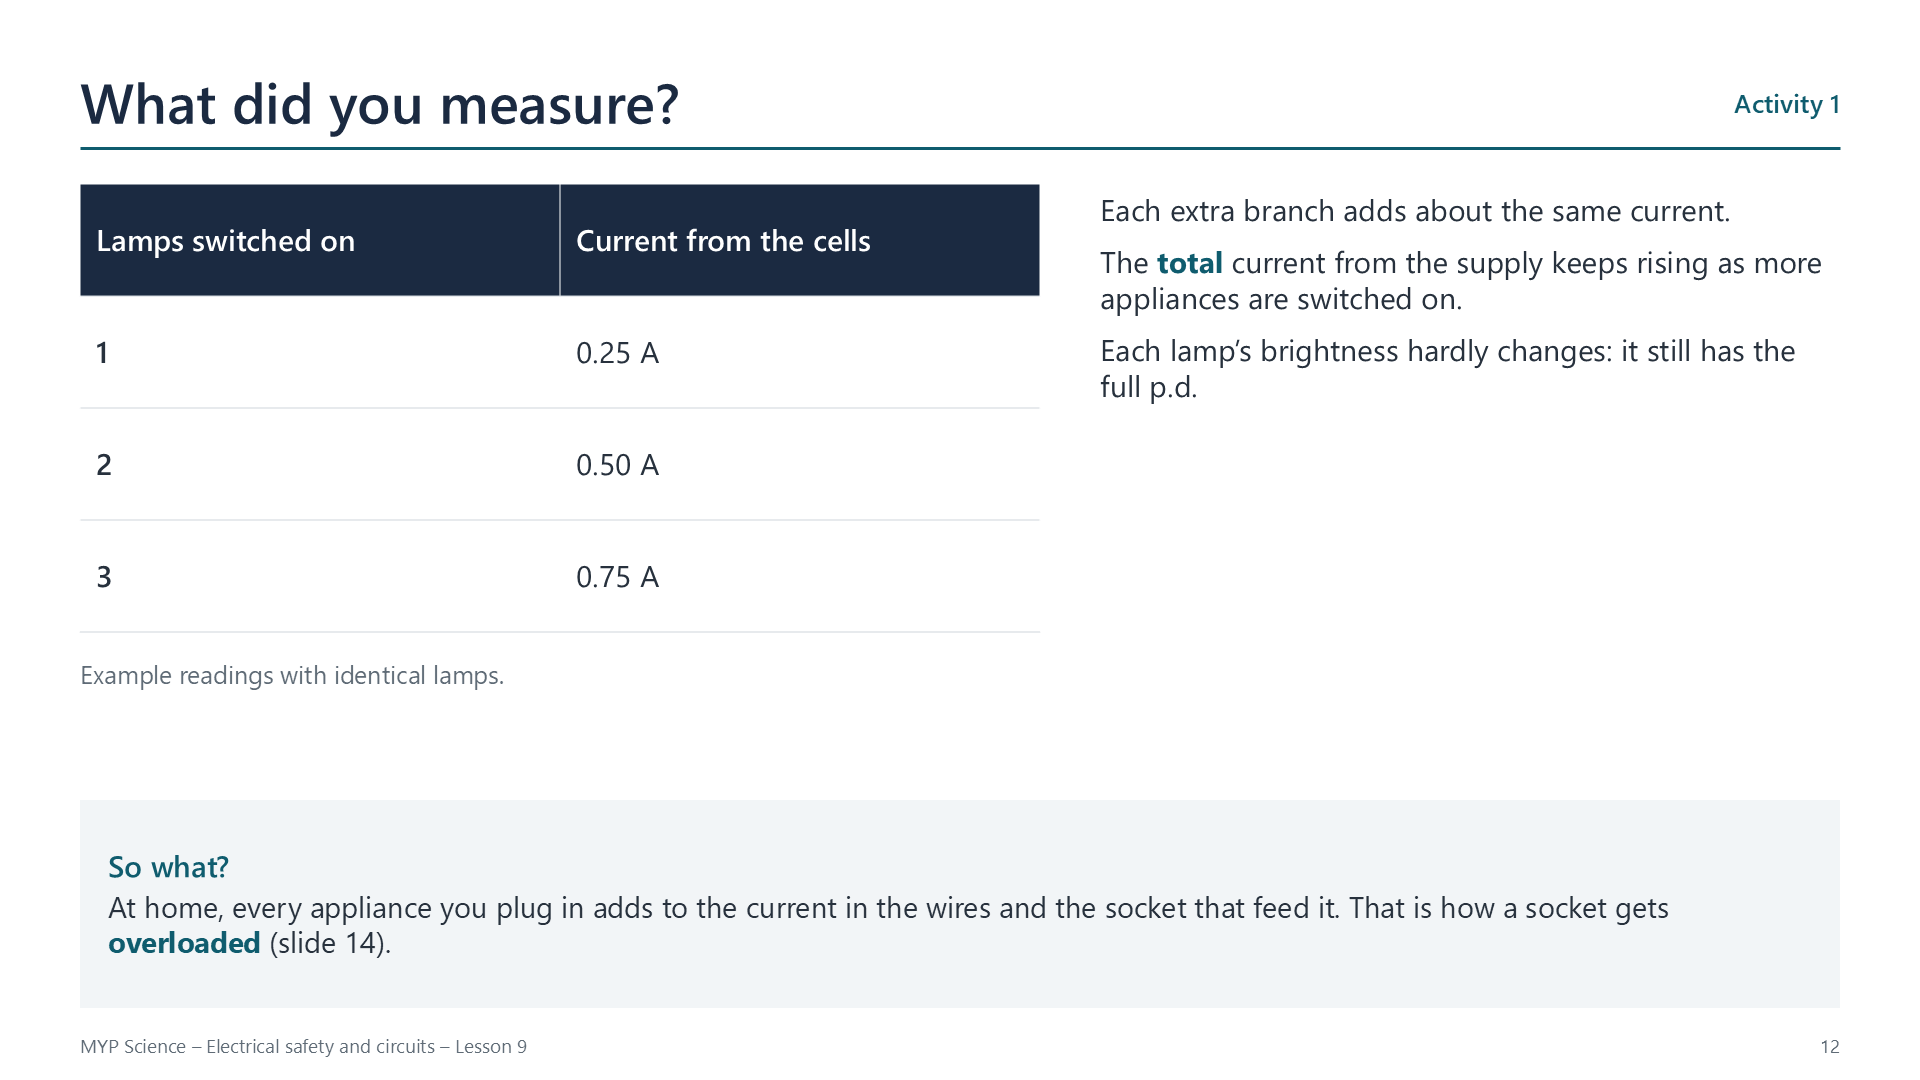 What did you measure?
Activity 1
Lamps switched on
Current from the cells
1
0.25 A
2
0.50 A
3
0.75 A
Example readings with identical lamps.
Each extra branch adds about the same current.
The total current from the supply keeps rising as more
appliances are switched on.
Each lamp’s brightness hardly changes: it still has the
full p.d.
So what?
At home, every appliance you plug in adds to the current in the wires and the socket that feed it. That is how a socket gets
overloaded (slide 14).
MYP Science – Electrical safety and circuits – Lesson 9
12